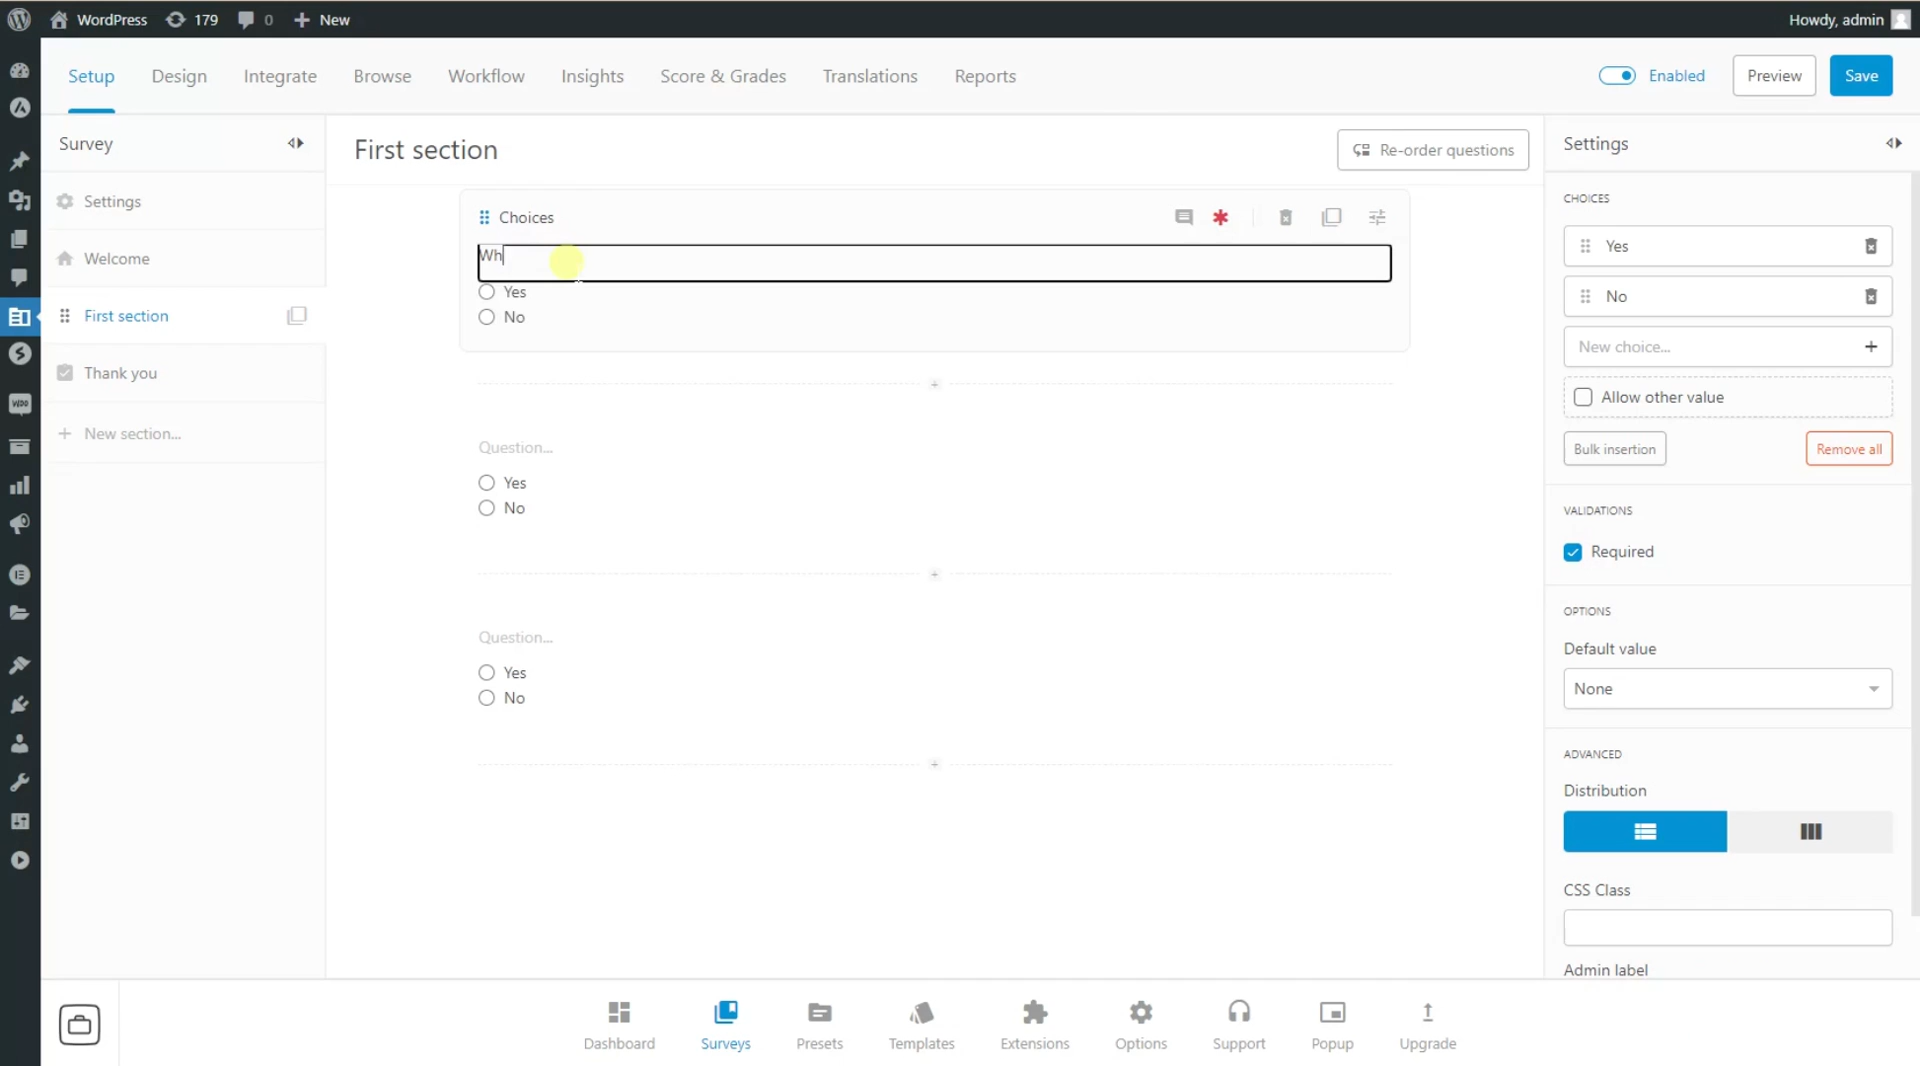 WordPress 179 0 New Howdy, admin
Setup Design Integrate Browse Workflow Insights Score & Grades Translations Reports Enabled Preview Save
Survey
Settings
Welcome
First section
Thank you
New section...
First section
Re-order questions
Choices
Wh
Yes
No
Question...
Yes
No
Question...
Yes
No
Settings
CHOICES
Yes
No
New choice...
Allow other value
Bulk insertion Remove all
VALIDATIONS
Required
OPTIONS
Default value
None
ADVANCED
Distribution
CSS Class
Admin label
Dashboard Surveys Presets Templates Extensions Options Support Popup Upgrade